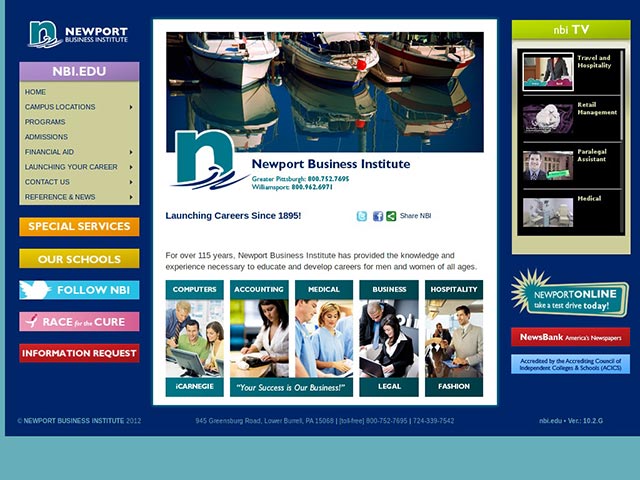 NEWPORT
BUSINESS INSTITUTE
NBI.EDU
HOME
CAMPUS LOCATIONS
PROGRAMS
ADMISSIONS
FINANCIAL AID
LAUNCHING YOUR CAREER
CONTACT US
REFERENCE & NEWS
SPECIAL SERVICES
OUR SCHOOLS
FOLLOW NBI
RACE for the CURE
INFORMATION REQUEST
n
Newport Business Institute
Greater Pittsburgh: 800.752.7695
Williamsport: 800.962.6971
Launching Careers Since 1895!
Share NBI
For over 115 years, Newport Business Institute has provided the knowledge and
experience necessary to educate and develop careers for men and women of all ages.
COMPUTERS ACCOUNTING MEDICAL BUSINESS HOSPITALITY
iCARNEGIE "Your Success is Our Business!" LEGAL FASHION
nbi TV
Travel and
Hospitality
Retail
Management
Paralegal
Assistant
Medical
NEWPORTONLINE
take a test drive today!
NewsBank America's Newspapers
Accredited by the Accrediting Council of
Independent Colleges & Schools (ACICS)
© NEWPORT BUSINESS INSTITUTE 2012
945 Greensburg Road, Lower Burrell, PA 15068 | [toll-free] 800-752-7695 | 724-339-7542
nbi.edu • Ver.: 10.2.G